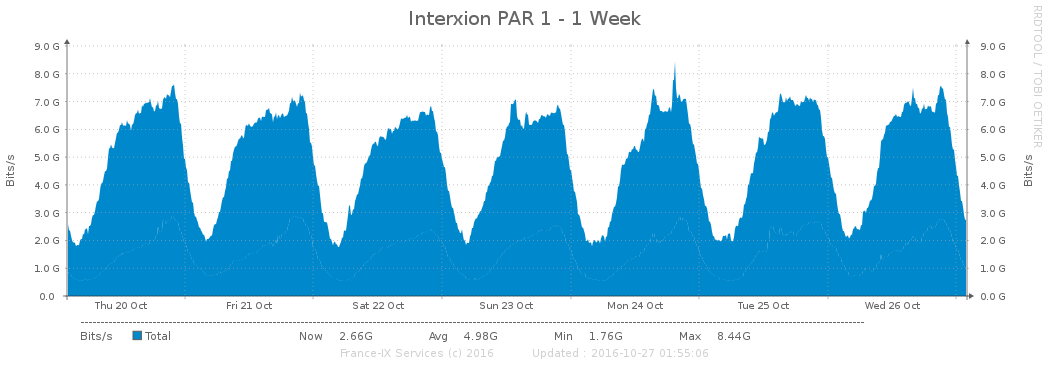 Interxion PAR 1 - 1 Week
RRDTOOL / TOBI OETIKER
9.0 G 9.0 G
8.0 G 8.0 G
7.0 G 7.0 G
6.0 G 6.0 G
5.0 G 5.0 G
4.0 G 4.0 G
3.0 G 3.0 G
2.0 G 2.0 G
1.0 G 1.0 G
0.0 0.0 G
Bits/s
Bits/s
Thu 20 Oct Fri 21 Oct Sat 22 Oct Sun 23 Oct Mon 24 Oct Tue 25 Oct Wed 26 Oct
Bits/s Total Now 2.66G Avg 4.98G Min 1.76G Max 8.44G
France-IX Services (c) 2016 Updated : 2016-10-27 01:55:06